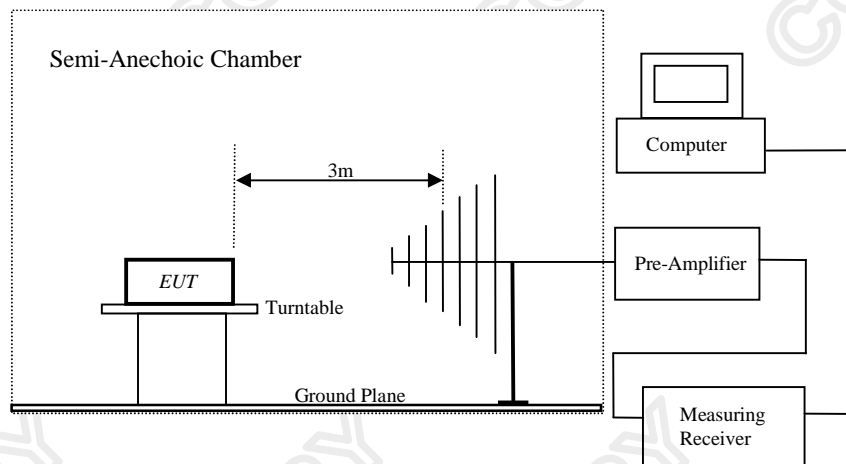 Semi-Anechoic Chamber
Computer
3m
Pre-Amplifier
EUT
Turntable
Ground Plane
Measuring
Receiver